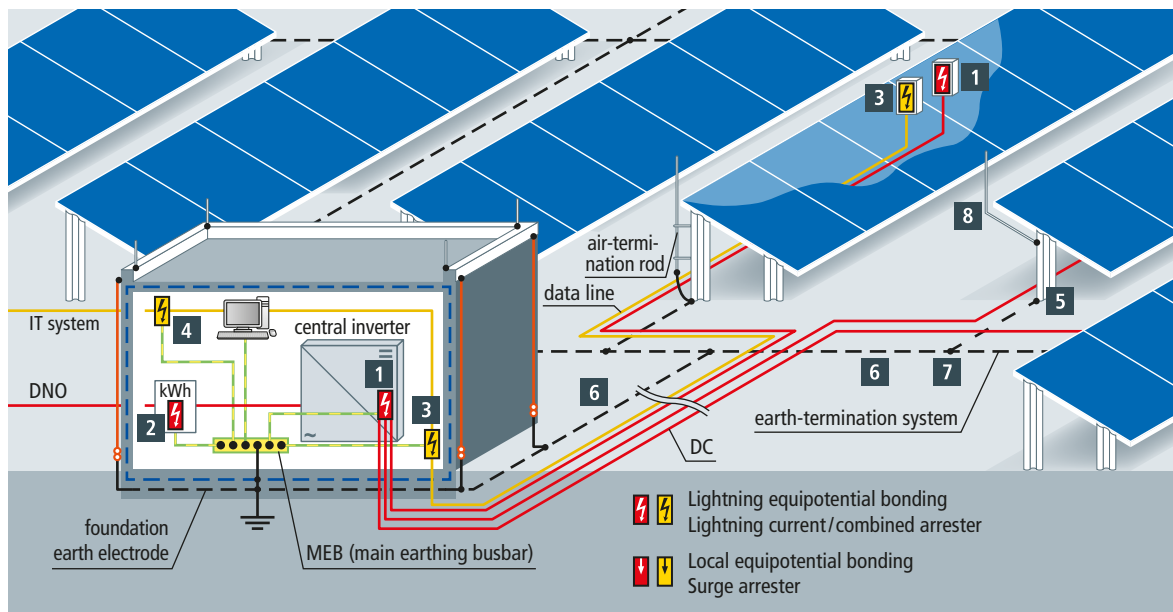 1
3
8
air-termi-
nation rod
data line
5
IT system
4
central inverter
1
DNO
kWh
2
3
6
6
7
earth-termination system
DC
foundation
earth electrode
MEB (main earthing busbar)
Lightning equipotential bonding
Lightning current/combined arrester
Local equipotential bonding
Surge arrester